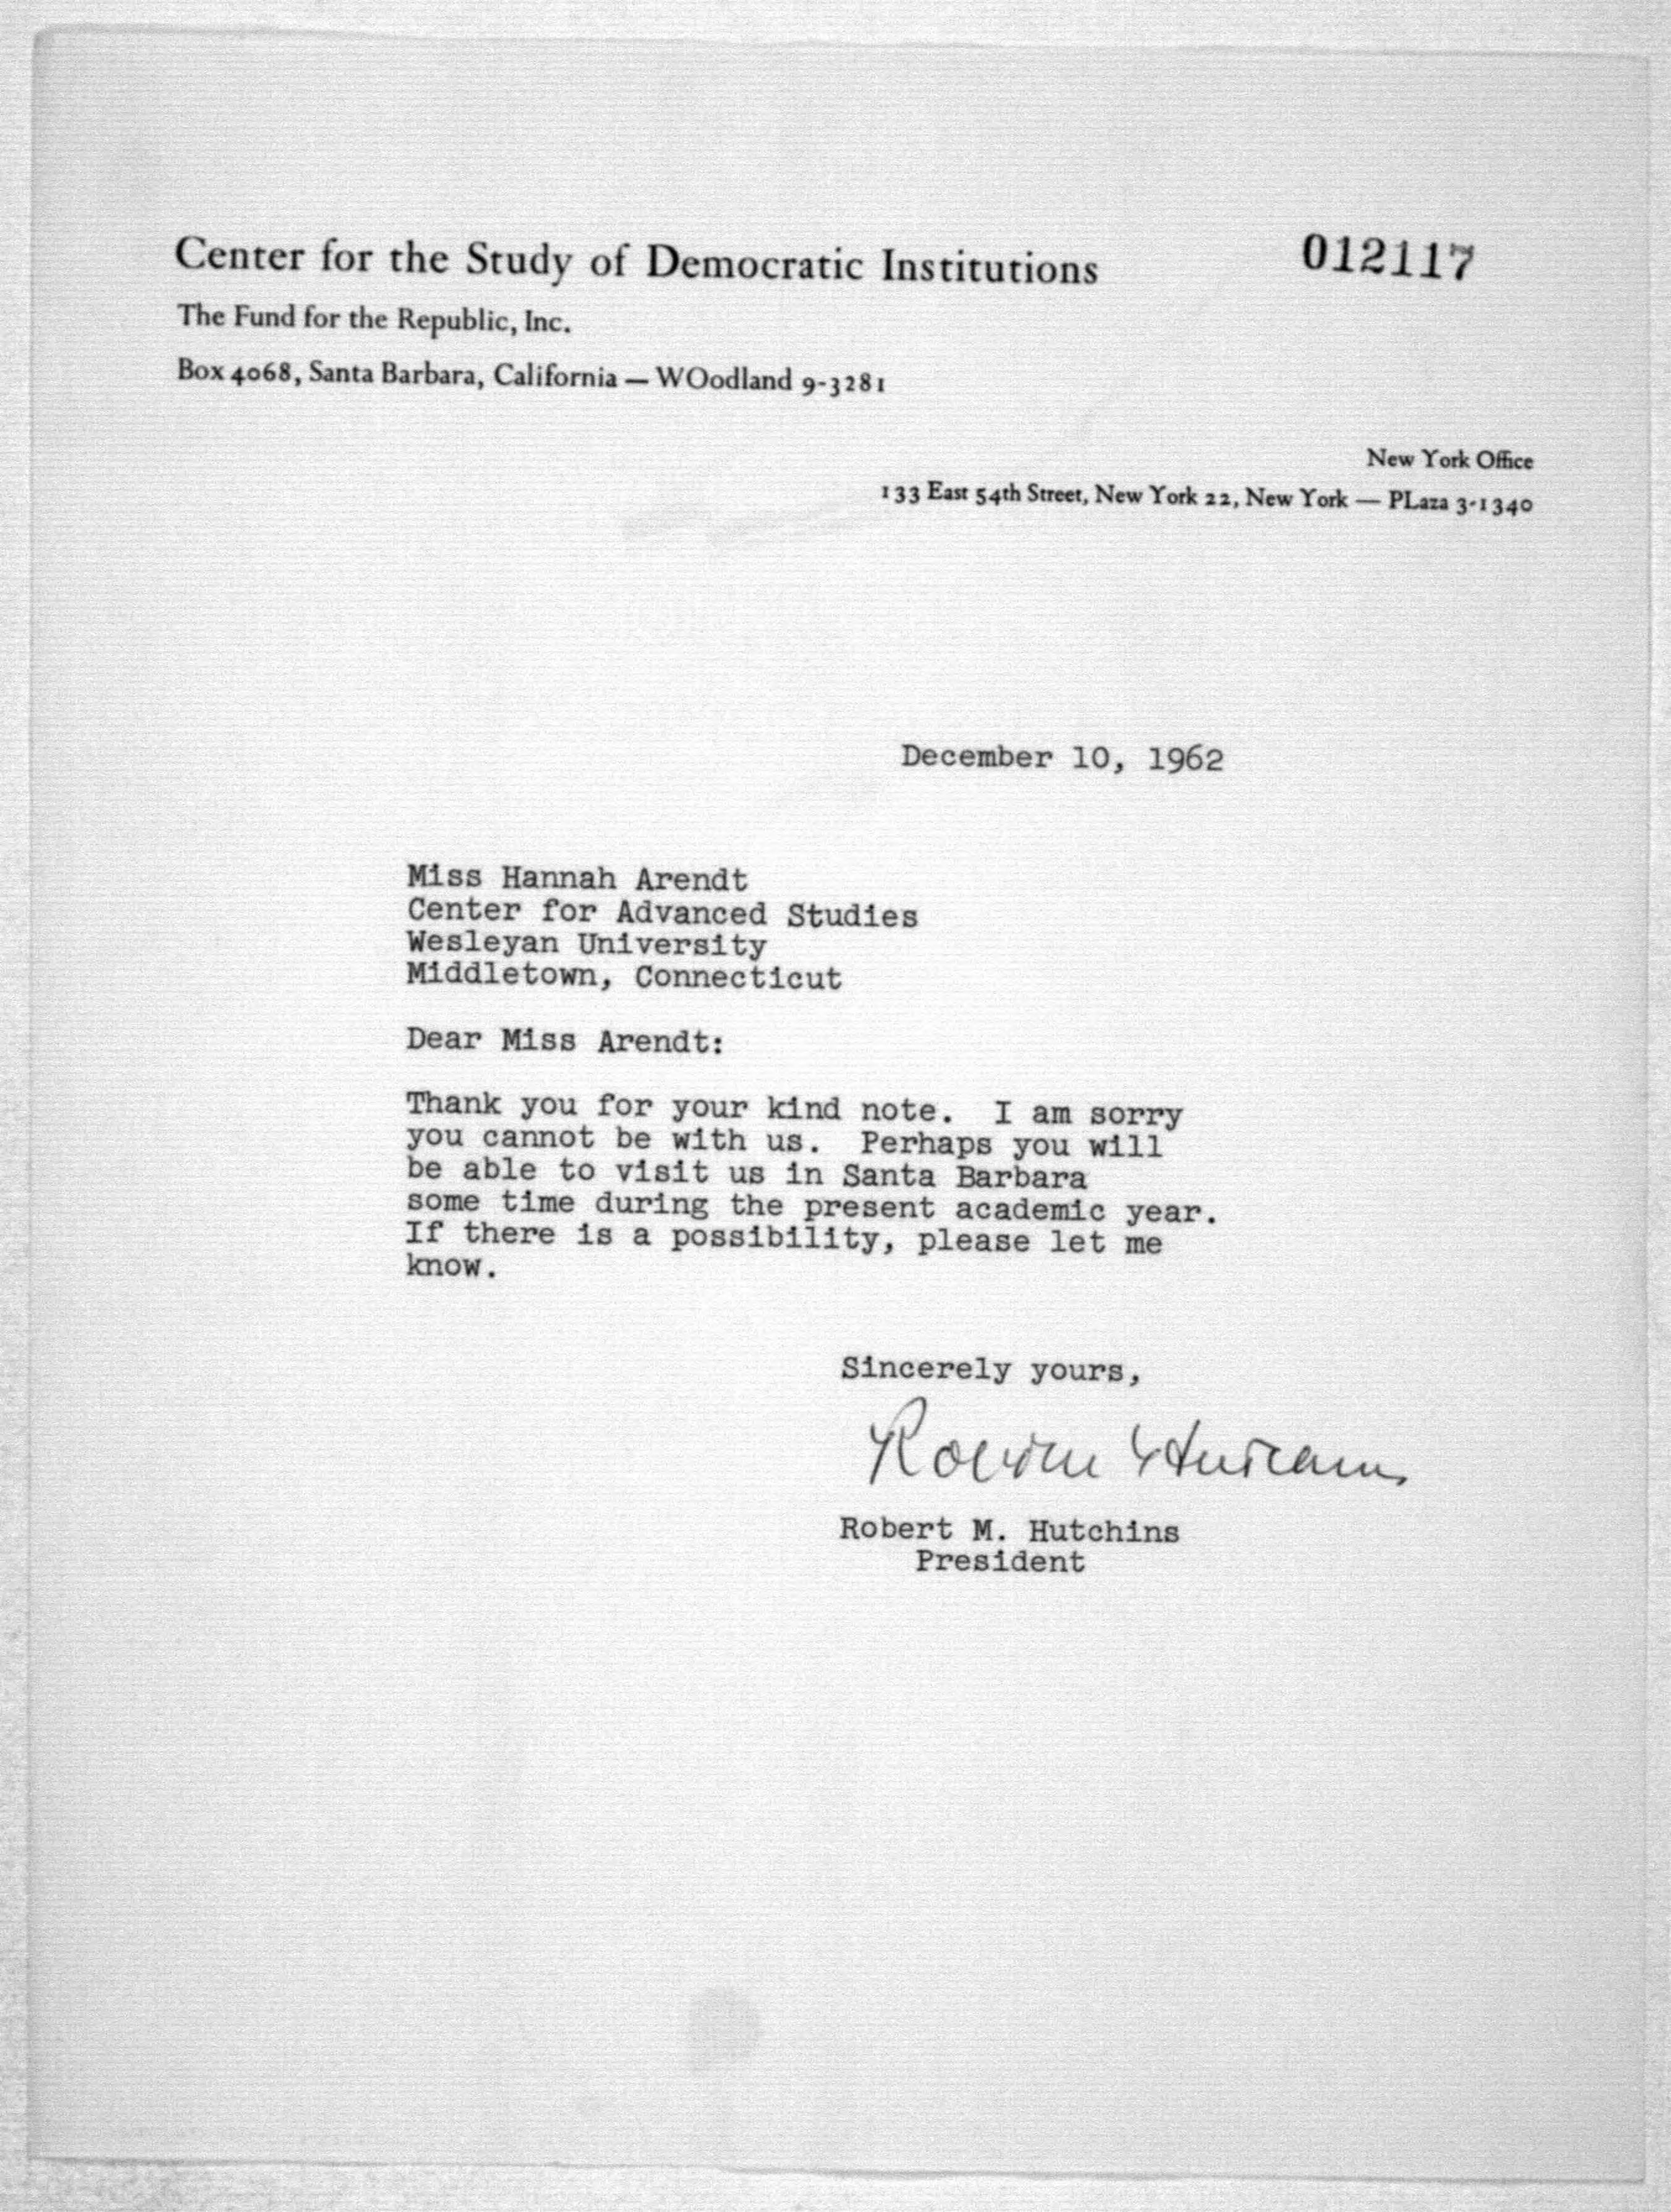 Center for the Study of Democratic Institutions
012117
The Fund for the Republic, Inc.
Box 4068, Santa Barbara, California — WOodland 9-3281
New York Office
133 East 54th Street, New York 22, New York — PLaza 3-1340
December 10, 1962
Miss Hannah Arendt
Center for Advanced Studies
Wesleyan University
Middletown, Connecticut
Dear Miss Arendt:
Thank you for your kind note. I am sorry
you cannot be with us. Perhaps you will
be able to visit us in Santa Barbara
some time during the present academic year.
If there is a possibility, please let me
know.
Sincerely yours,
Robert Hutchins
Robert M. Hutchins
President